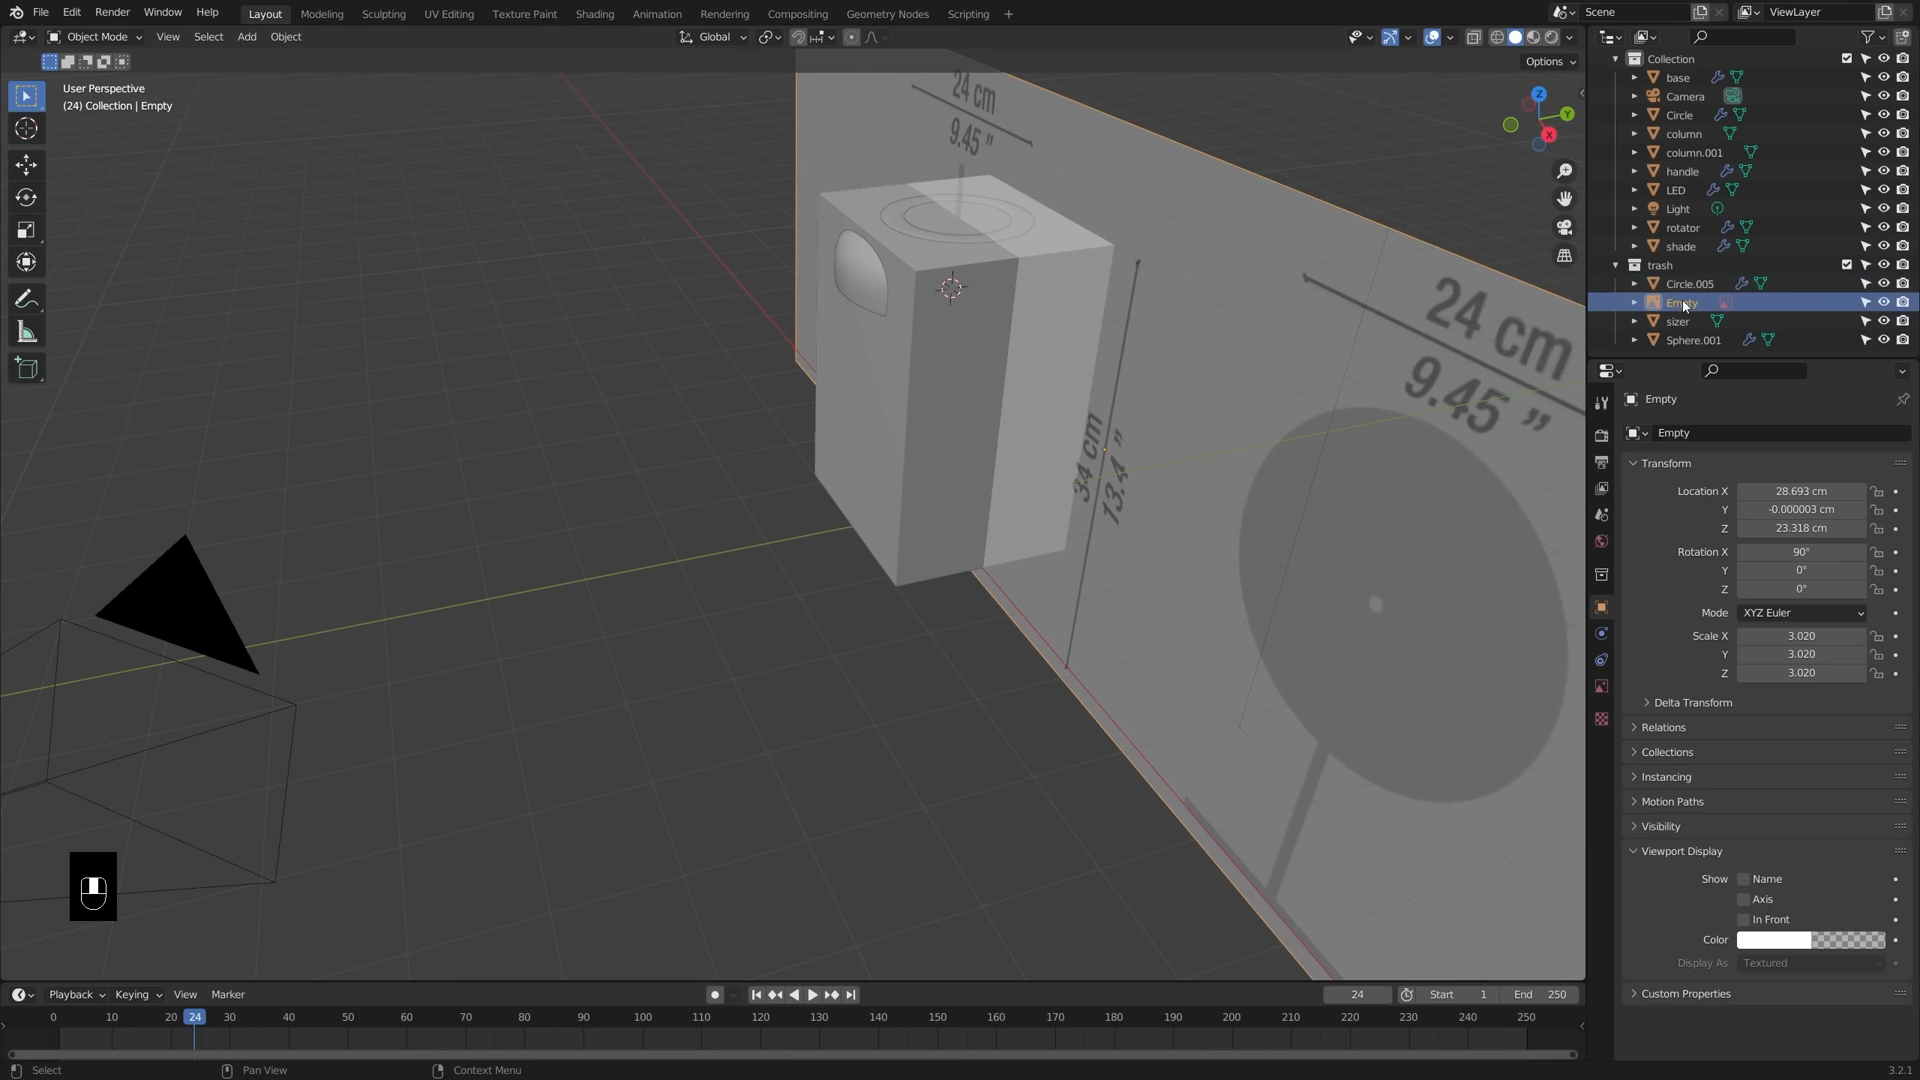 File Edit Render Window Help Layout Modeling Sculpting UV Editing Texture Paint Shading Animation Rendering Compositing Geometry Nodes Scripting + Scene ViewLayer
Object Mode View Select Add Object Global
Options
User Perspective
(24) Collection | Empty
24 cm
9.45 ”
Z
Y
X
34 cm
13.4 ”
24 cm
9.45 ”
Collection
base
Camera
Circle
column
column.001
handle
LED
Light
rotator
shade
trash
Circle.005
Empty
sizer
Sphere.001
Empty
Empty
Transform
Location X 28.693 cm
Y -0.000003 cm
Z 23.318 cm
Rotation X 90°
Y 0°
Z 0°
Mode XYZ Euler
Scale X 3.020
Y 3.020
Z 3.020
Delta Transform
Relations
Collections
Instancing
Motion Paths
Visibility
Viewport Display
Show Name
Axis
In Front
Color
Display As Textured
Custom Properties
Playback Keying View Marker 24 Start 1 End 250
0 10 20 24 30 40 50 60 70 80 90 100 110 120 130 140 150 160 170 180 190 200 210 220 230 240 250
Select Pan View Context Menu 3.2.1